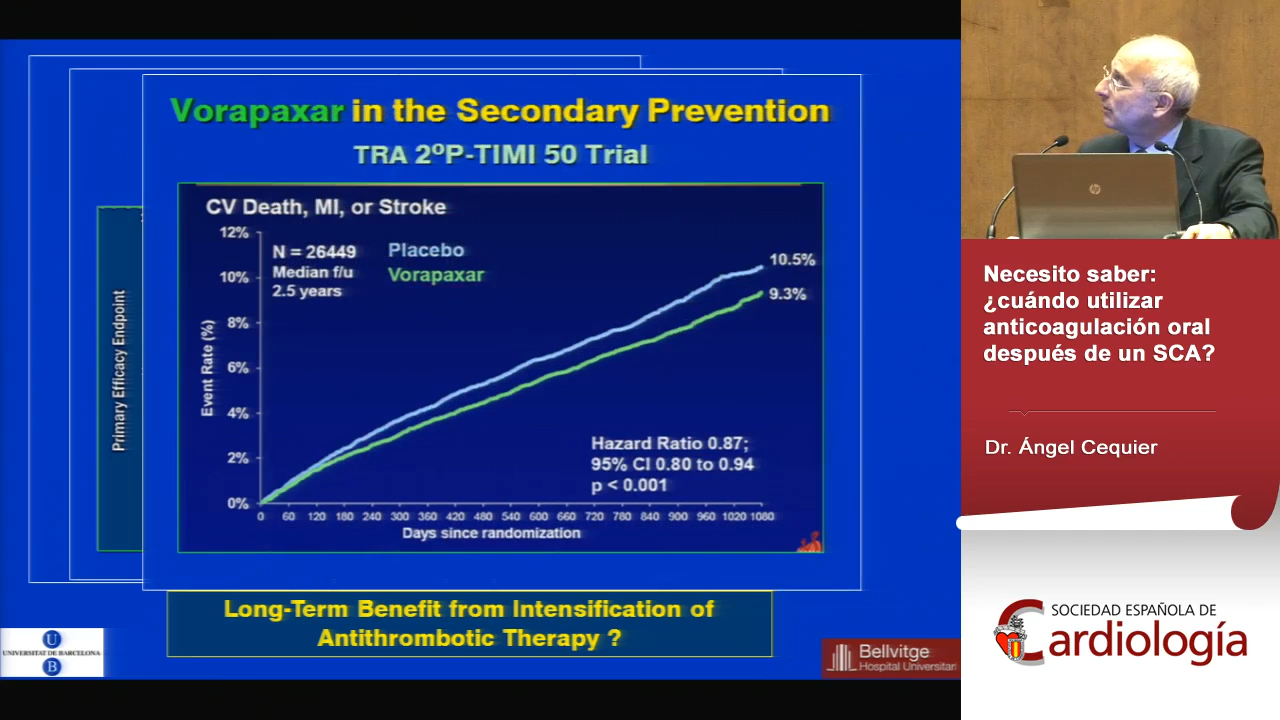 Vorapaxar in the Secondary Prevention
TRA 2ºP-TIMI 50 Trial
CV Death, MI, or Stroke
N = 26449
Median f/u
2.5 years
Placebo
Vorapaxar
10.5%
9.3%
12%
10%
8%
6%
4%
2%
0%
Event Rate (%)
Hazard Ratio 0.87;
95% CI 0.80 to 0.94
p < 0.001
0 60 120 180 240 300 360 420 480 540 600 660 720 780 840 900 960 1020 1080
Days since randomization
Primary Efficacy Endpoint
Long-Term Benefit from Intensification of
Antithrombotic Therapy ?
U
UNIVERSITAT DE BARCELONA
B
Bellvitge
Hospital Universitari
hp
Necesito saber:
¿cuándo utilizar
anticoagulación oral
después de un SCA?
Dr. Ángel Cequier
SOCIEDAD ESPAÑOLA DE
Cardiología